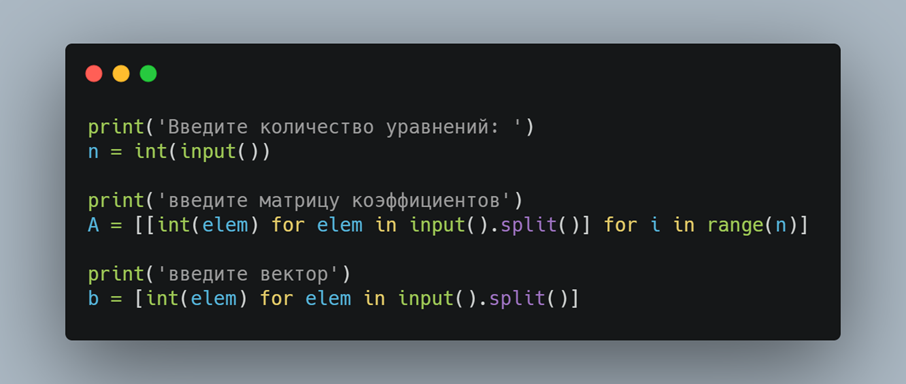 print('Введите количество уравнений: ')
n = int(input())
print('введите матрицу коэффициентов')
A = [[int(elem) for elem in input().split()] for i in range(n)]
print('введите вектор')
b = [int(elem) for elem in input().split()]